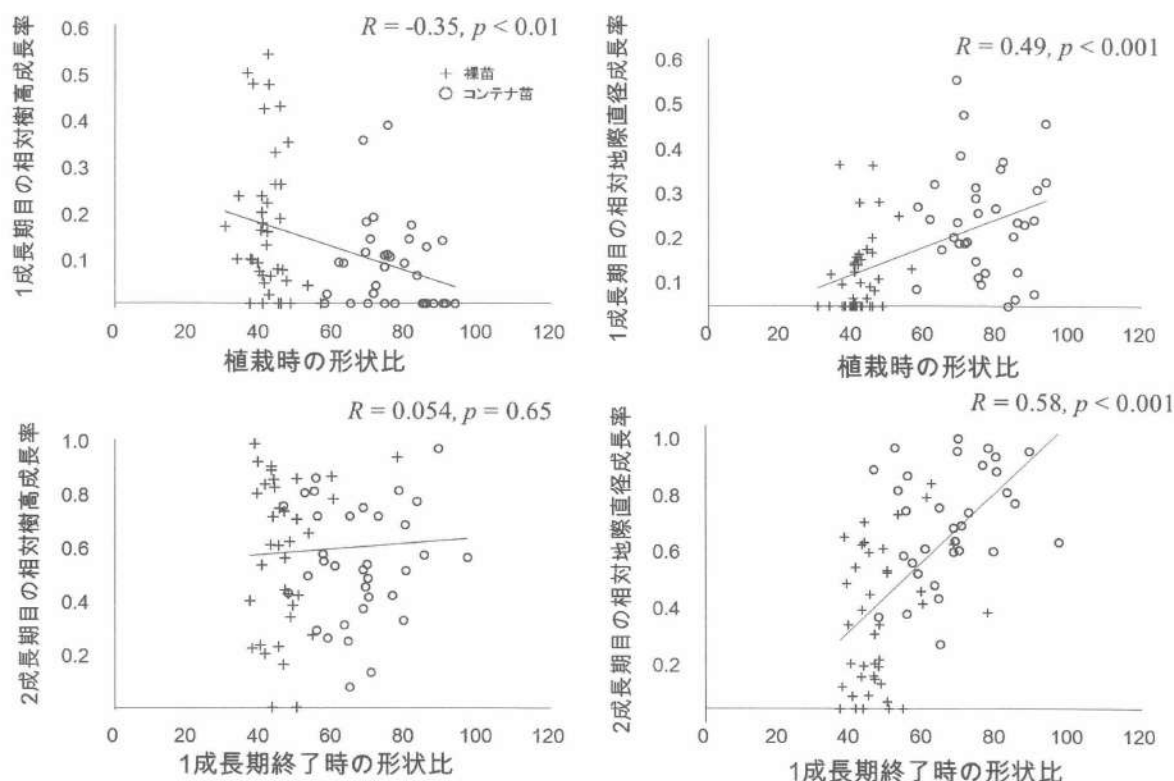 R = -0.35, p < 0.01
1成長期目の相対樹高成長率
0.6
0.5
0.4
0.3
0.2
0.1
+ 裸苗
○ コンテナ苗
0 20 40 60 80 100 120
植栽時の形状比
R = 0.49, p < 0.001
1成長期目の相対地際直径成長率
0.6
0.5
0.4
0.3
0.2
0.1
0 20 40 60 80 100 120
植栽時の形状比
R = 0.054, p = 0.65
2成長期目の相対樹高成長率
1.0
0.8
0.6
0.4
0.2
0 20 40 60 80 100 120
1成長期終了時の形状比
R = 0.58, p < 0.001
2成長期目の相対地際直径成長率
1.0
0.8
0.6
0.4
0.2
0 20 40 60 80 100 120
1成長期終了時の形状比